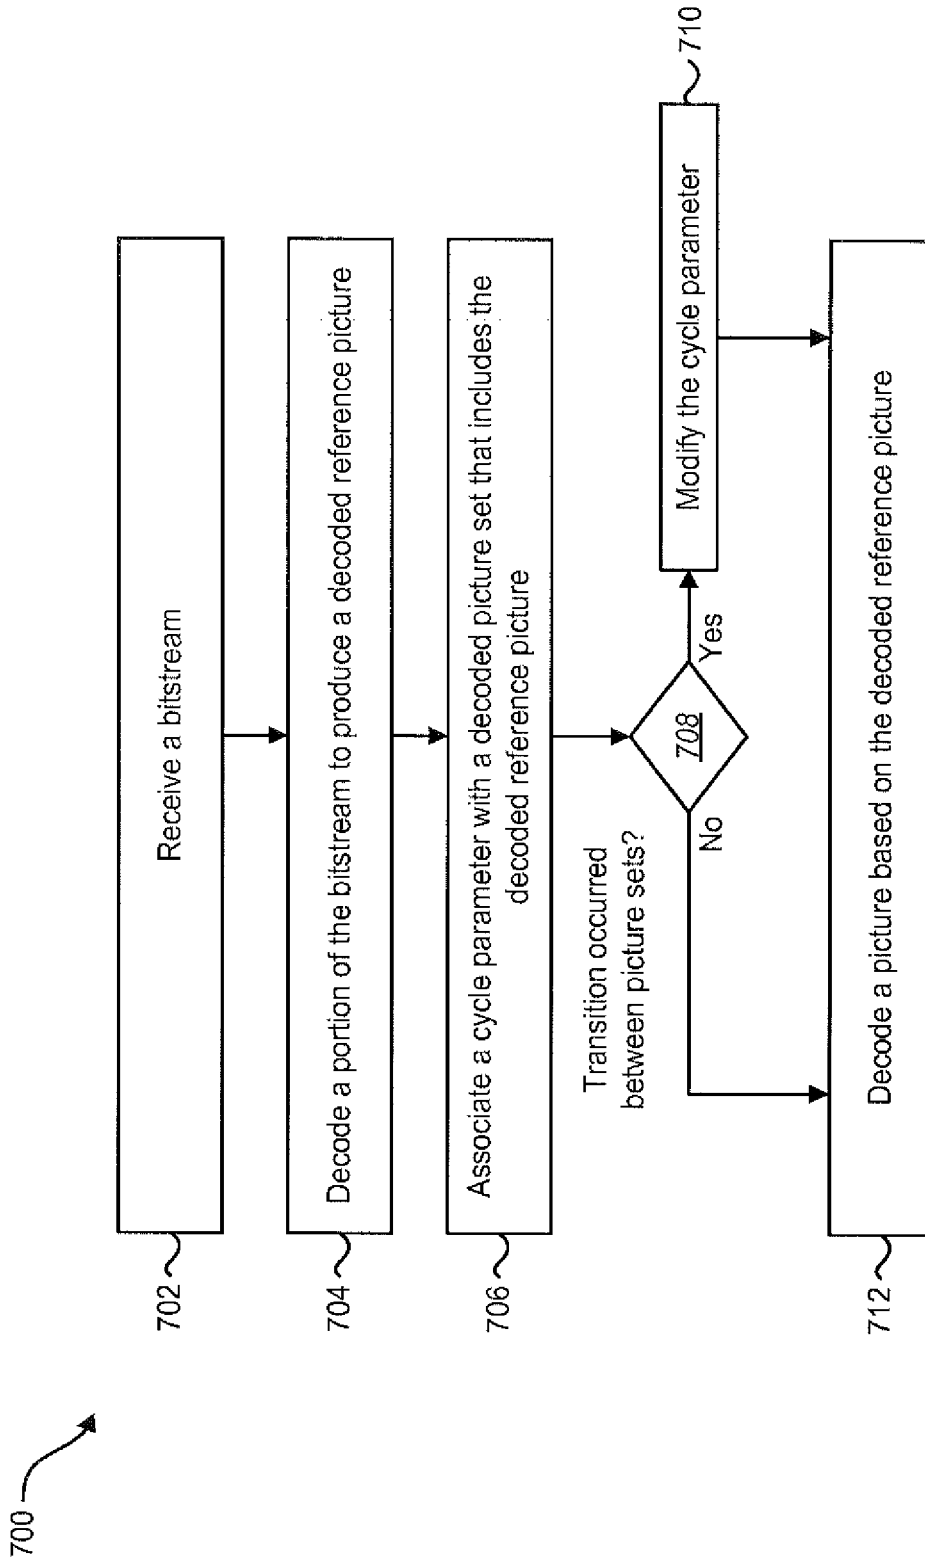 700
702
Receive a bitstream
704
Decode a portion of the bitstream to produce a decoded reference picture
706
Associate a cycle parameter with a decoded picture set that includes the
decoded reference picture
Transition occurred
between picture sets?
708
Yes
No
Modify the cycle parameter
710
712
Decode a picture based on the decoded reference picture